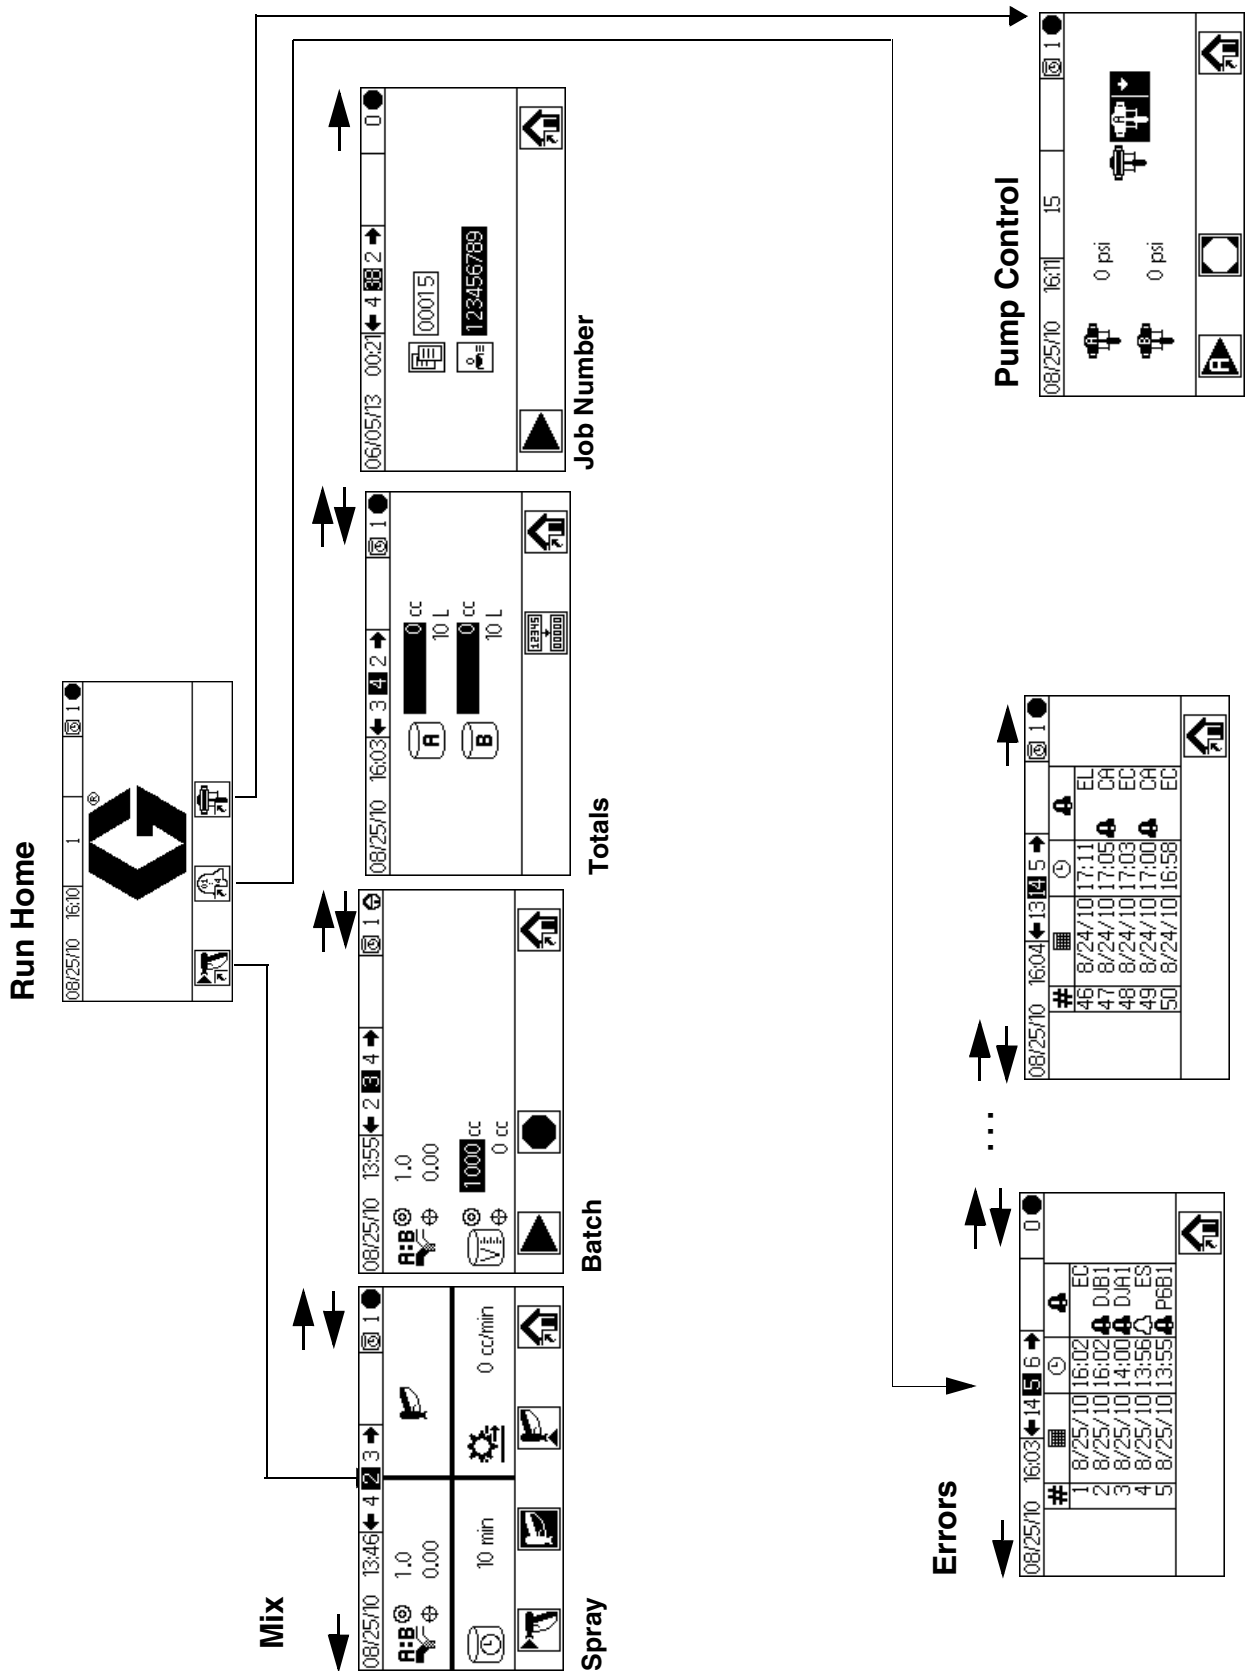 Run Home
08/25/10 16:10 1 1
®
01
14
Mix
08/25/10 13:46 4 2 3 1
A:B 1.0
0.00
10 min 0 cc/min
Spray
08/25/10 13:55 2 3 4 1
A:B 1.0
0.00
1000 cc
0 cc
Batch
08/25/10 16:03 3 4 2 1
A 0 cc
10 L
B 0 cc
10 L
12345
00000
Totals
06/05/13 00:21 4 38 2 0
00015
123456789
Job Number
Errors
08/25/10 16:03 14 5 6 0
#
1 8/25/10 16:02 EC
2 8/25/10 16:02 DJB1
3 8/25/10 14:00 DJA1
4 8/25/10 13:56 ES
5 8/25/10 13:55 P6B1
...
08/25/10 16:04 13 14 5 1
#
46 8/24/10 17:11 EL
47 8/24/10 17:05 CA
48 8/24/10 17:03 EC
49 8/24/10 17:00 CA
50 8/24/10 16:58 EC
Pump Control
08/25/10 16:11 15 1
A 0 psi
A
B 0 psi
A